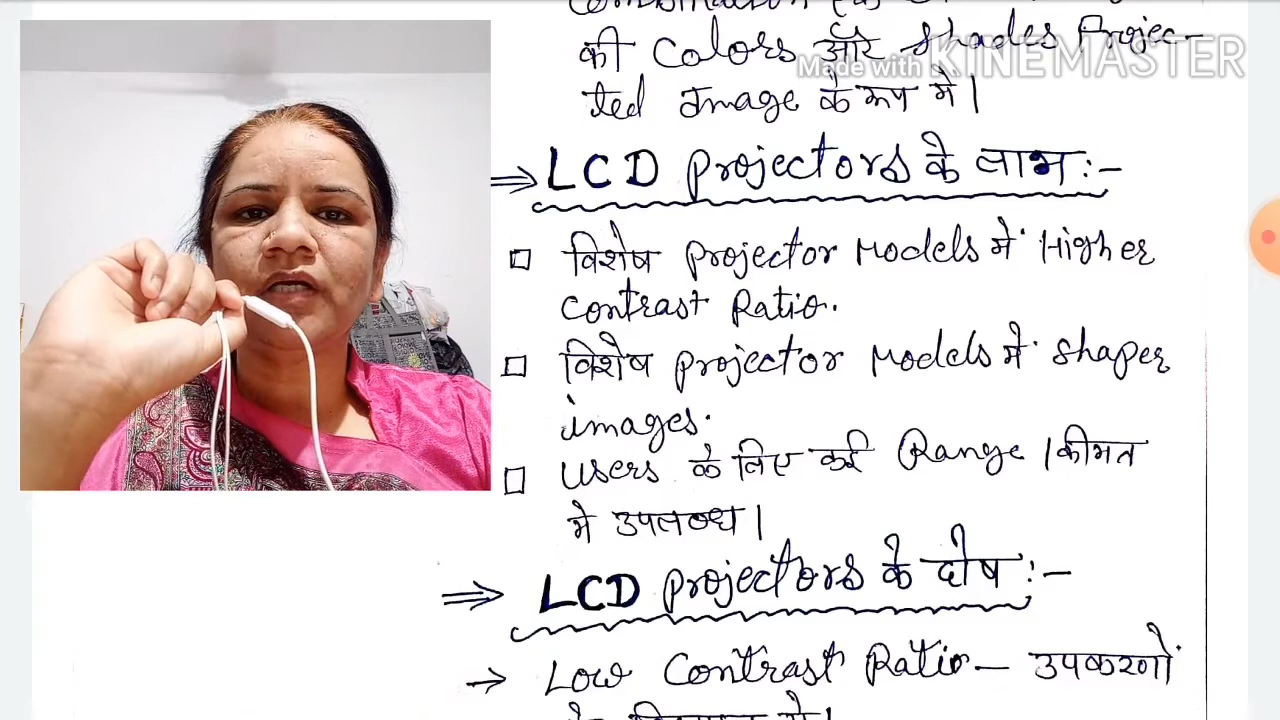 की Colors और Shades Projec-
ted Image के रूप में।
Made with KINEMASTER
⇒ LCD Projectors के लाभ :-
□ विशेष Projector Models में Higher
Contrast Ratio.
□ विशेष Projector Models में Shaper
images.
□ Users के लिए कई Range / कीमत
में उपलब्ध।
⇒ LCD Projectors के दोष :-
→ Low Contrast Ratio – उपकरणों